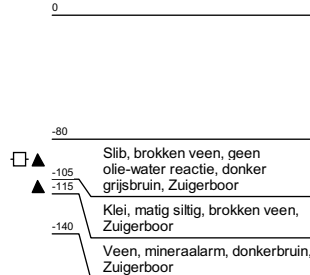 0
-80
Slib, brokken veen, geen
olie-water reactie, donker
grijsbruin, Zuigerboor
-105
-115
Klei, matig siltig, brokken veen,
Zuigerboor
-140
Veen, mineraalarm, donkerbruin,
Zuigerboor